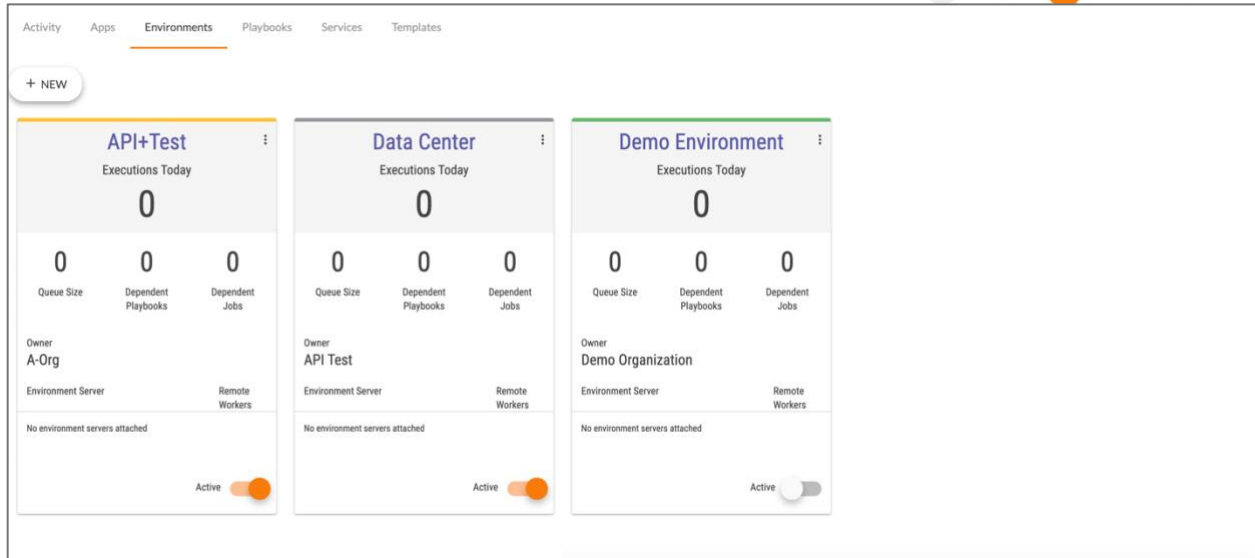 Activity Apps Environments Playbooks Services Templates
+ NEW
API+Test
Executions Today
0
0 0 0
Queue Size Dependent Dependent
Playbooks Jobs
Owner
A-Org
Environment Server Remote
Workers
No environment servers attached
Active
Data Center
Executions Today
0
0 0 0
Queue Size Dependent Dependent
Playbooks Jobs
Owner
API Test
Environment Server Remote
Workers
No environment servers attached
Active
Demo Environment
Executions Today
0
0 0 0
Queue Size Dependent Dependent
Playbooks Jobs
Owner
Demo Organization
Environment Server Remote
Workers
No environment servers attached
Active